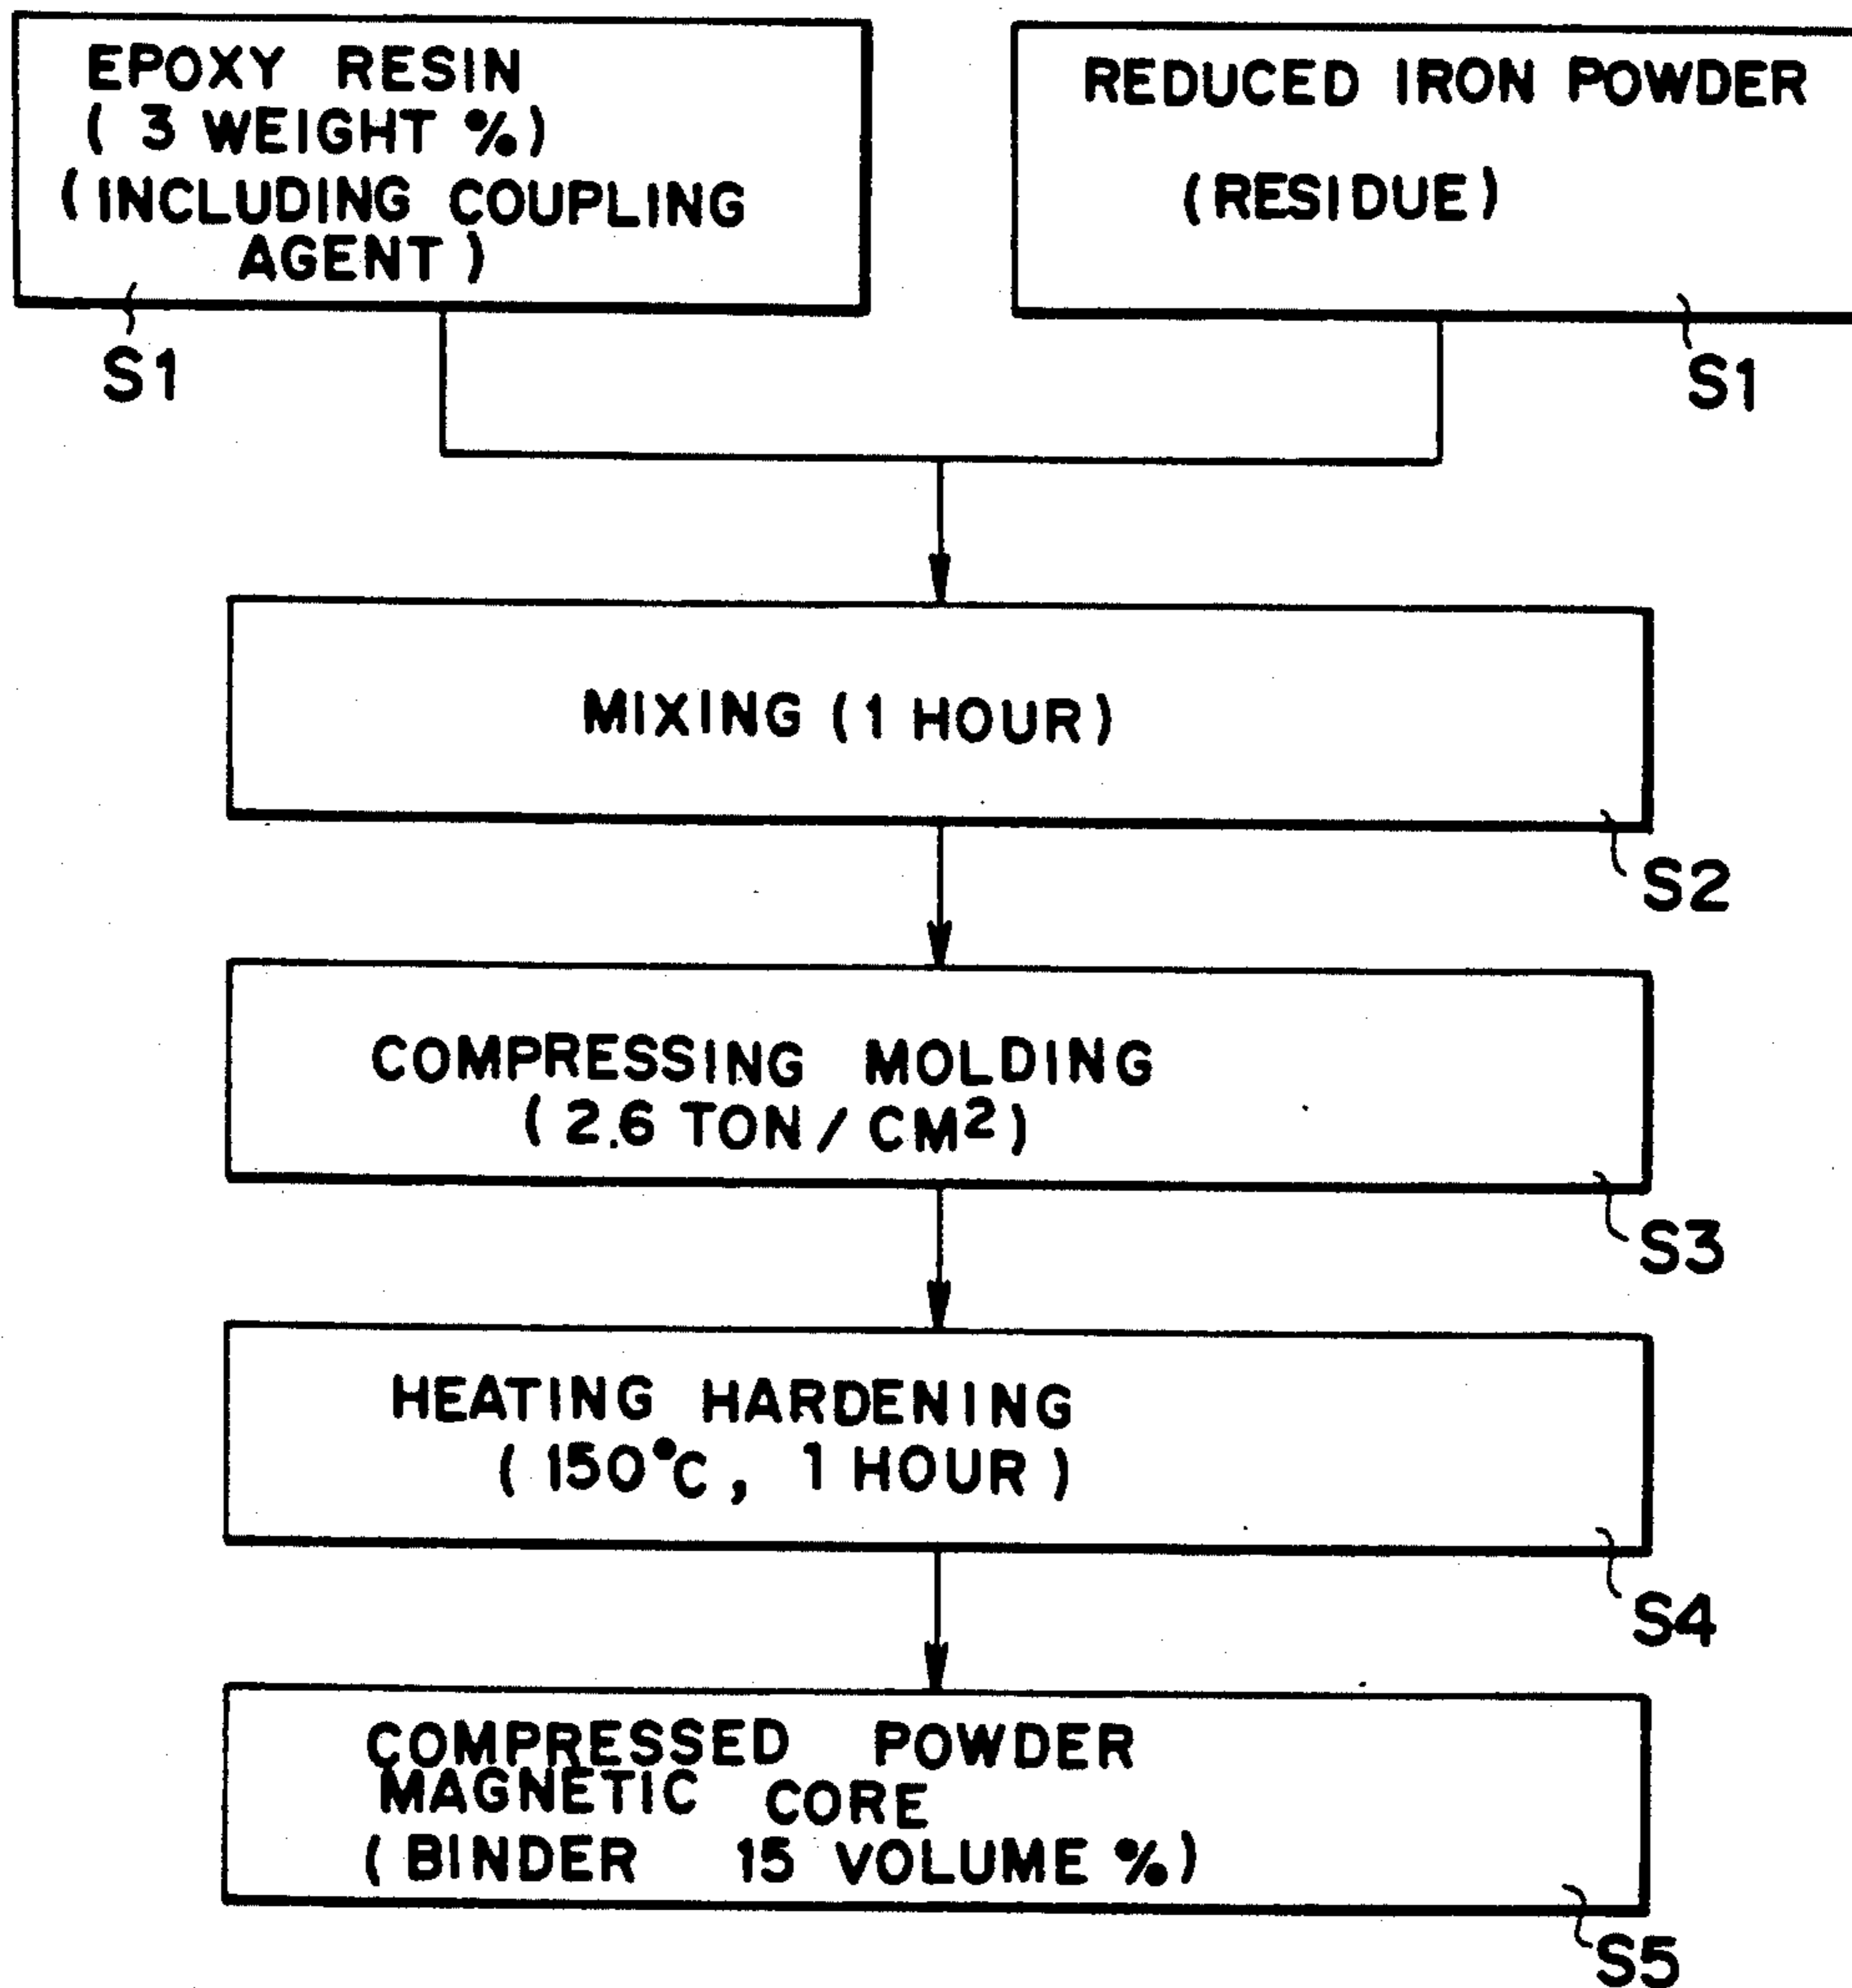 EPOXY RESIN
( 3 WEIGHT %)
(INCLUDING COUPLING
AGENT)
S1
REDUCED IRON POWDER
(RESIDUE)
S1
MIXING (1 HOUR)
S2
COMPRESSING MOLDING
( 2.6 TON / CM²)
S3
HEATING HARDENING
( 150°C, 1 HOUR )
S4
COMPRESSED POWDER
MAGNETIC CORE
( BINDER 15 VOLUME %)
S5